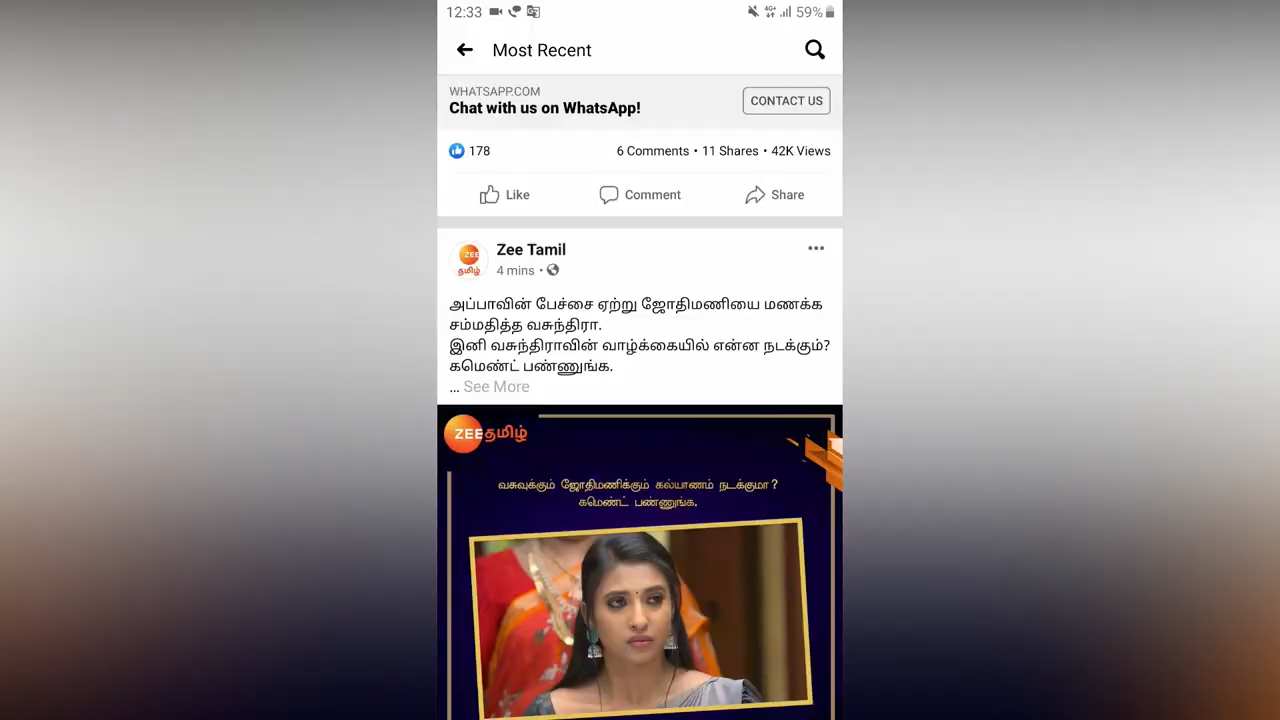 12:33 59%
Most Recent
WHATSAPP.COM
Chat with us on WhatsApp!
CONTACT US
178 6 Comments • 11 Shares • 42K Views
Like Comment Share
Zee Tamil
4 mins •
அப்பாவின் பேச்சை ஏற்று ஜோதிமணியை மணக்க
சம்மதித்த வசுந்திரா.
இனி வசுந்திராவின் வாழ்க்கையில் என்ன நடக்கும்?
கமெண்ட் பண்ணுங்க.
... See More
ZEE தமிழ்
வசுவுக்கும் ஜோதிமணிக்கும் கல்யாணம் நடக்குமா?
கமெண்ட் பண்ணுங்க.